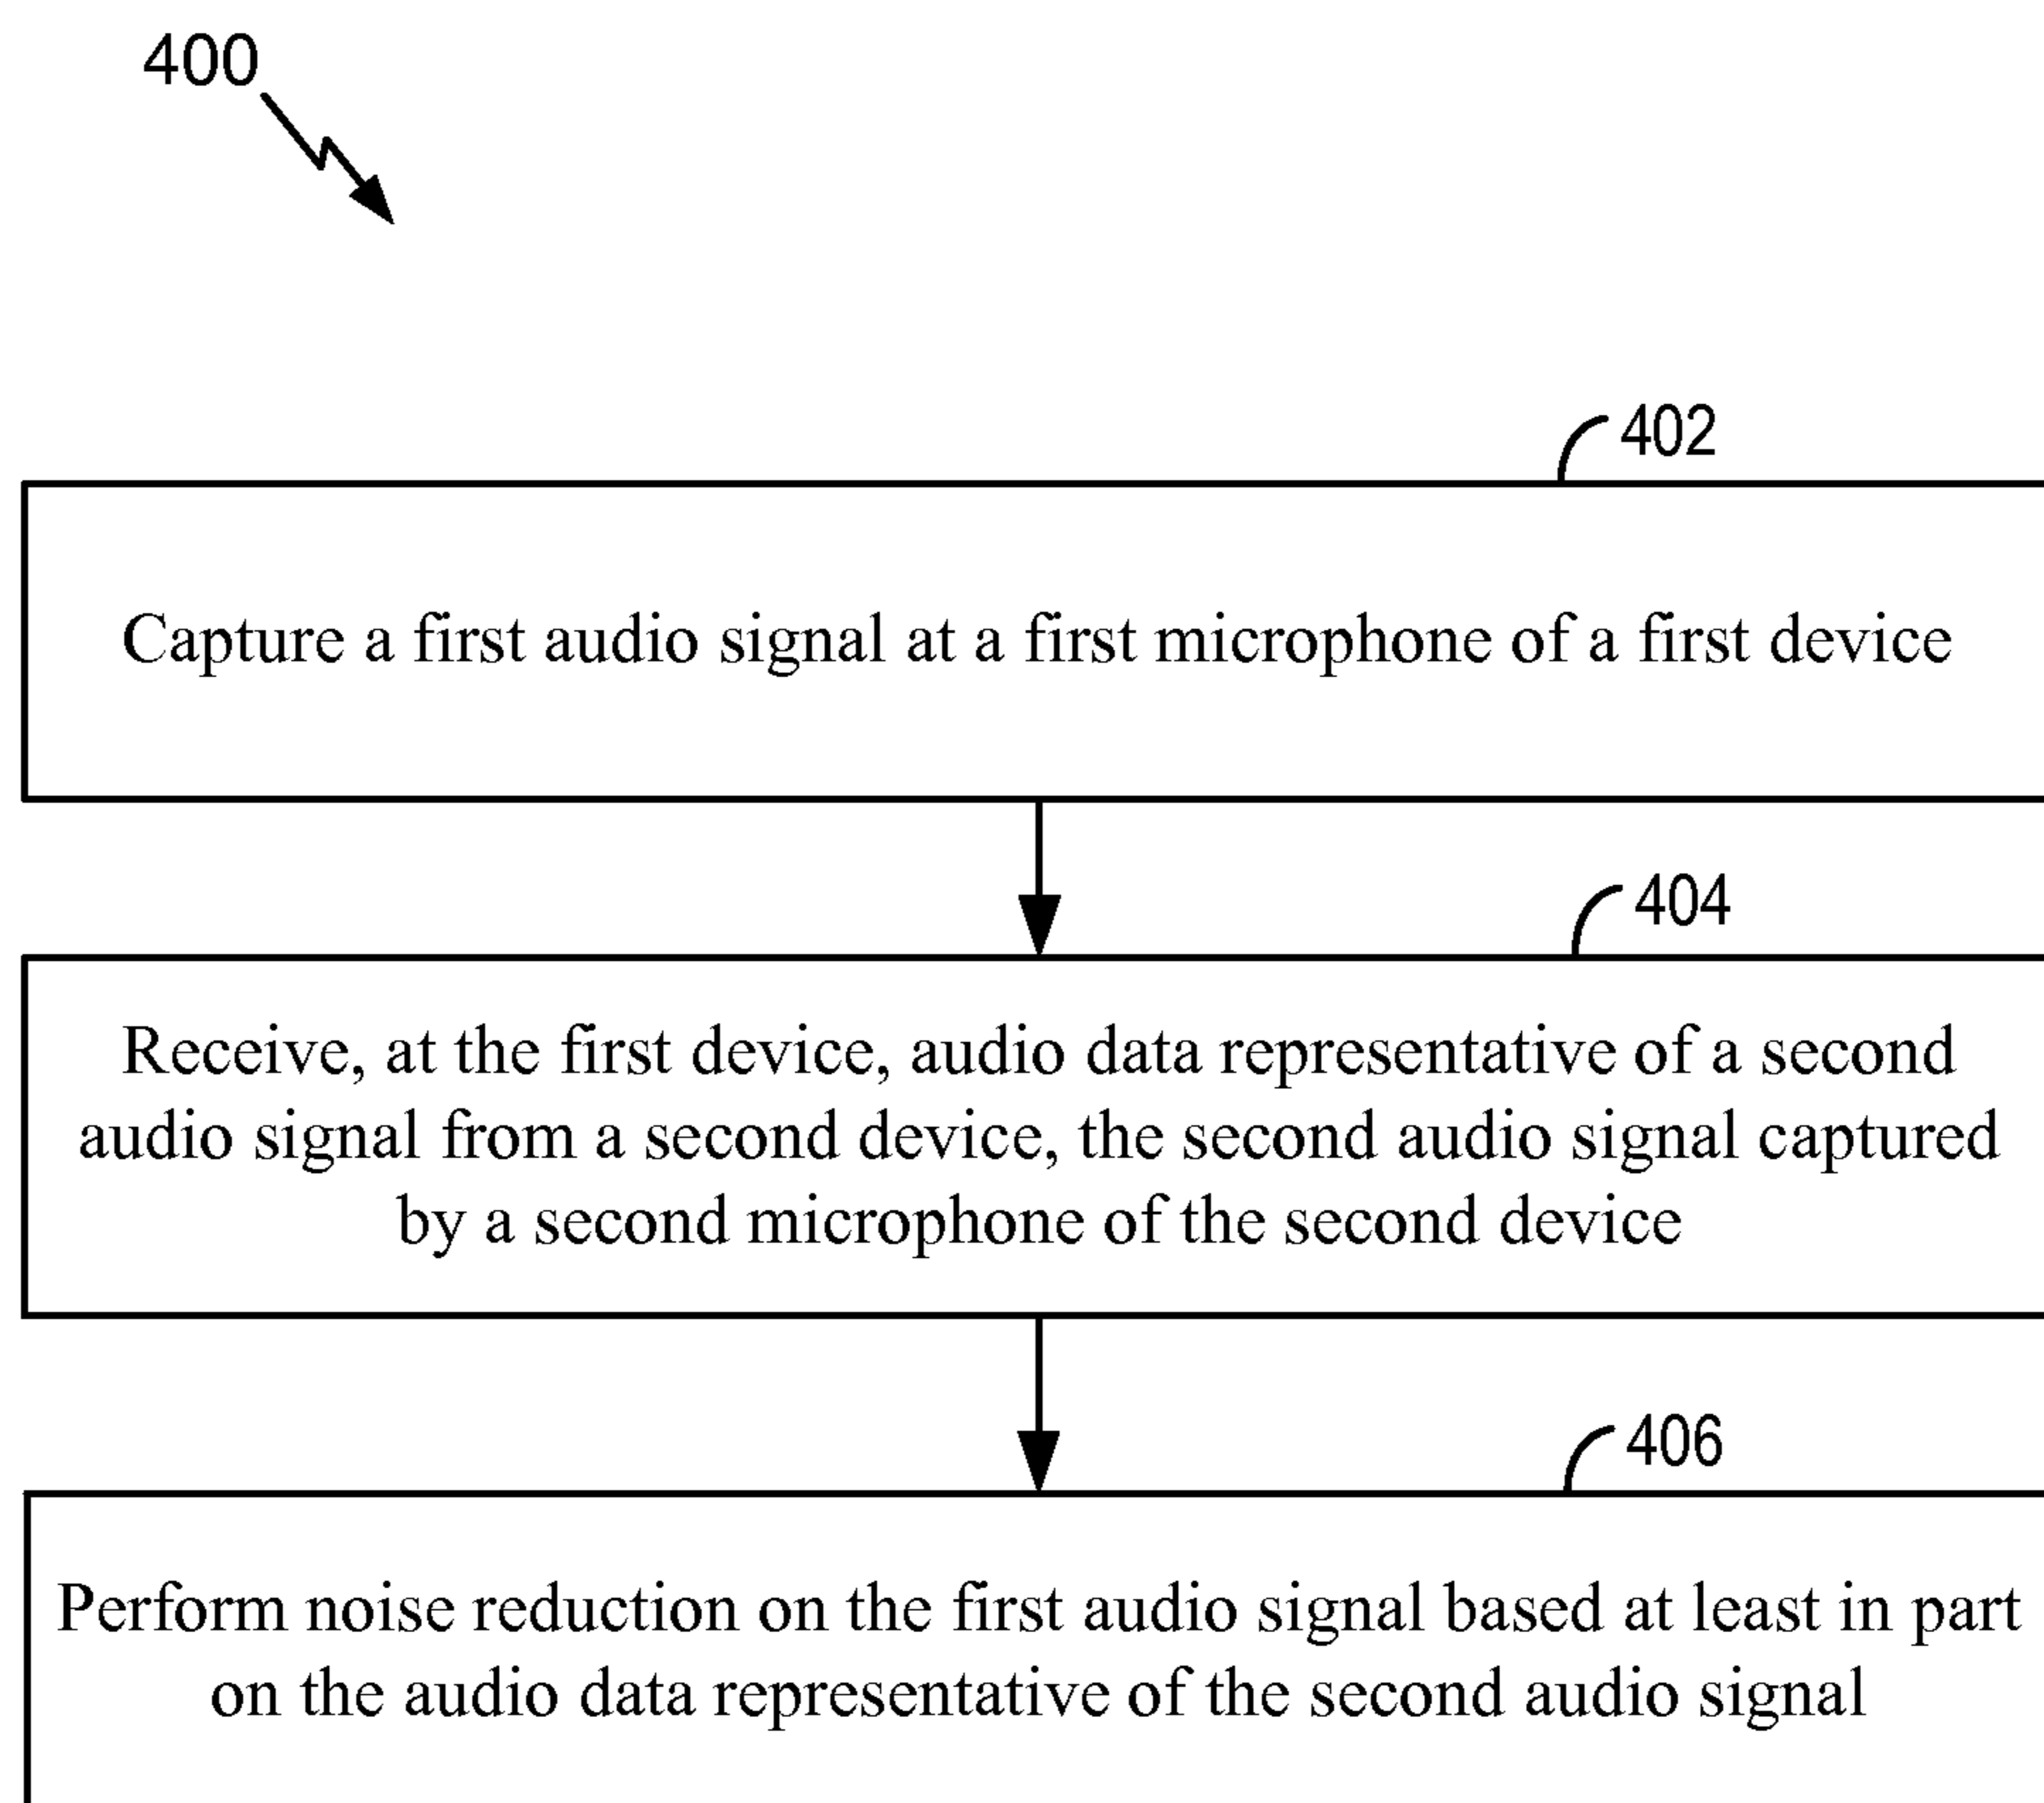 400
402
Capture a first audio signal at a first microphone of a first device
404
Receive, at the first device, audio data representative of a second
audio signal from a second device, the second audio signal captured
by a second microphone of the second device
406
Perform noise reduction on the first audio signal based at least in part
on the audio data representative of the second audio signal